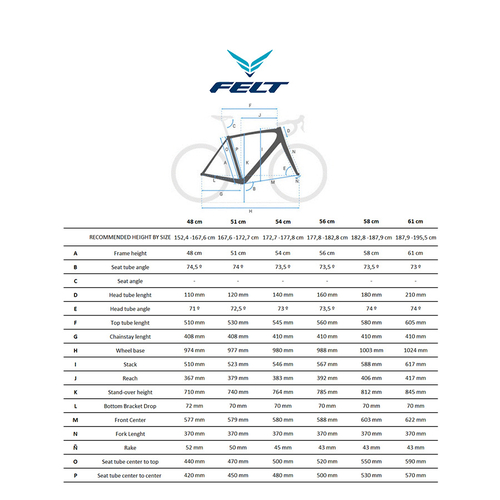 FELT
F
J
C
D
O
P
A
K
I
E
L
B
M
N
G
H
48 cm 51 cm 54 cm 56 cm 58 cm 61 cm
RECOMMENDED HEIGHT BY SIZE 152,4 -167,6 cm 167,6 -172,7 cm 172,7 -177,8 cm 177,8 -182,8 cm 182,8 -187,9 cm 187,9 -195,5 cm
A Frame height 48 cm 51 cm 54 cm 56 cm 58 cm 61 cm
B Seat tube angle 74,5 º 74 º 73,5 º 73,5 º 73,5 º 73 º
C Seat angle - - - - - -
D Head tube lenght 110 mm 120 mm 140 mm 160 mm 180 mm 210 mm
E Head tube angle 71 º 72,5 º 73 º 73,5 º 74 º 74 º
F Top tube lenght 510 mm 530 mm 545 mm 560 mm 580 mm 605 mm
G Chainstay lenght 408 mm 408 mm 410 mm 410 mm 410 mm 410 mm
H Wheel base 974 mm 977 mm 980 mm 988 mm 1003 mm 1024 mm
I Stack 510 mm 523 mm 546 mm 567 mm 585 mm 617 mm
J Reach 367 mm 379 mm 383 mm 392 mm 406 mm 417 mm
K Stand-over height 710 mm 740 mm 764 mm 785 mm 812 mm 845 mm
L Bottom Bracket Drop 72 mm 70 mm 70 mm 70 mm 70 mm 70 mm
M Front Center 577 mm 579 mm 580 mm 588 mm 603 mm 622 mm
N Fork Lenght 370 mm 370 mm 370 mm 370 mm 370 mm 370 mm
Ñ Rake 52 mm 50 mm 45 mm 43 mm 43 mm 43 mm
O Seat tube center to top 440 mm 470 mm 500 mm 520 mm 550 mm 590 mm
P Seat tube center to center 420 mm 450 mm 480 mm 500 mm 530 mm 570 mm